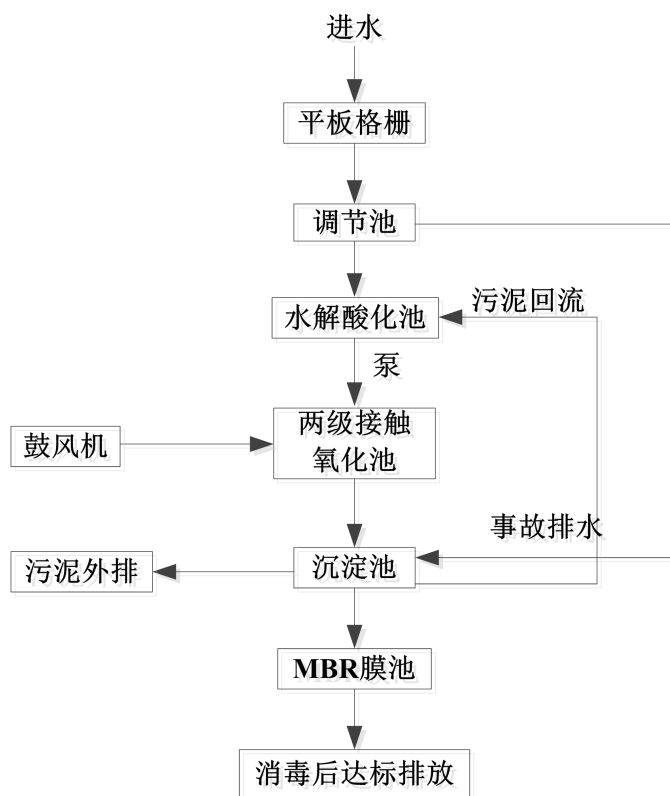 进水
平板格栅
调节池
水解酸化池
污泥回流
泵
两级接触
氧化池
鼓风机
事故排水
沉淀池
污泥外排
MBR膜池
消毒后达标排放